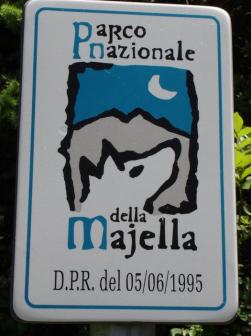 Parco
nazionale
della
majella
D.P.R. del 05/06/1995